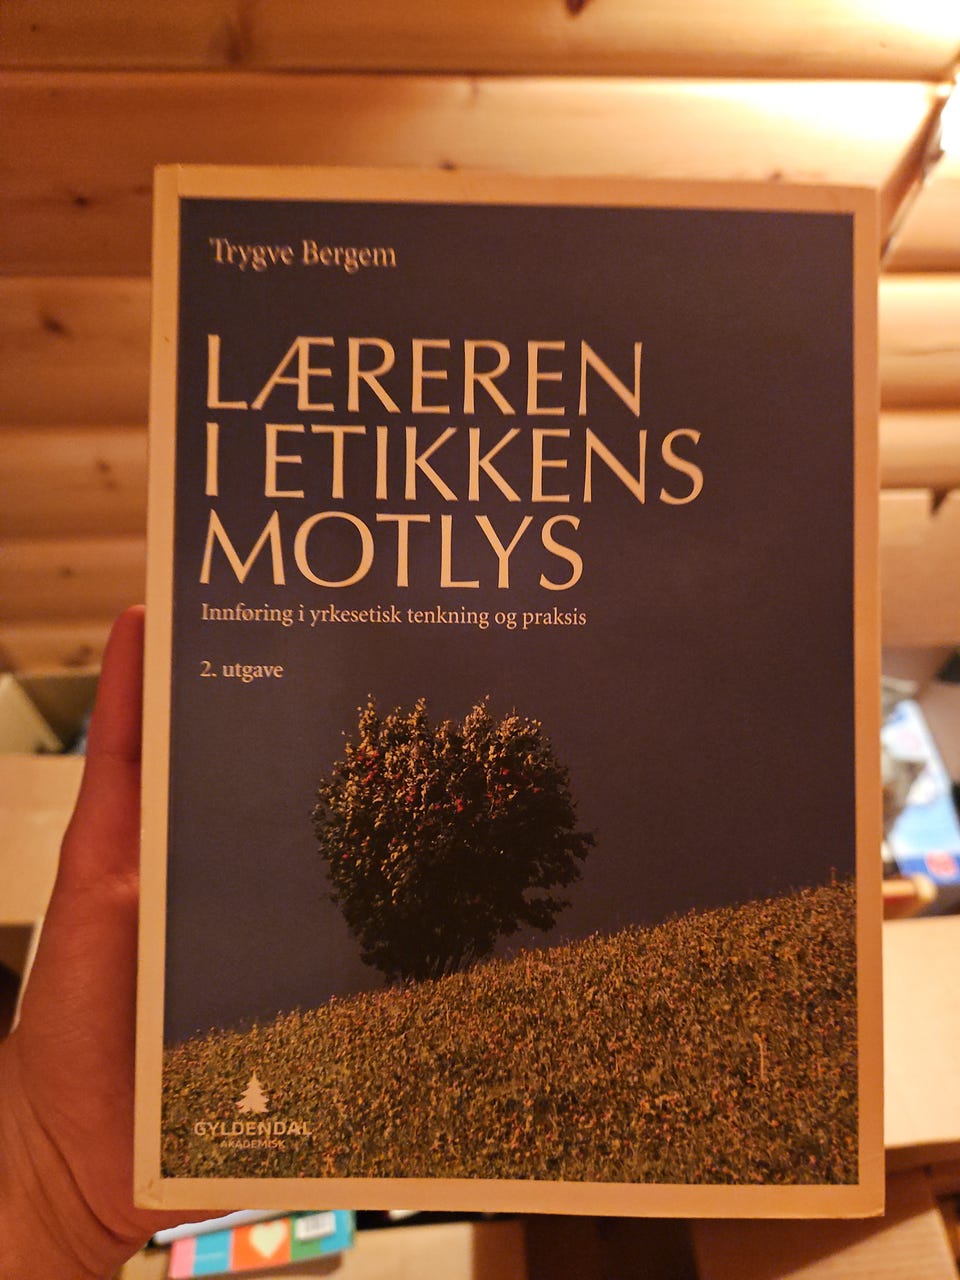 Trygve Bergem
LÆREREN
I ETIKKENS
MOTLYS
Innføring i yrkesetisk tenkning og praksis
2. utgave
GYLDENDAL
AKADEMISK